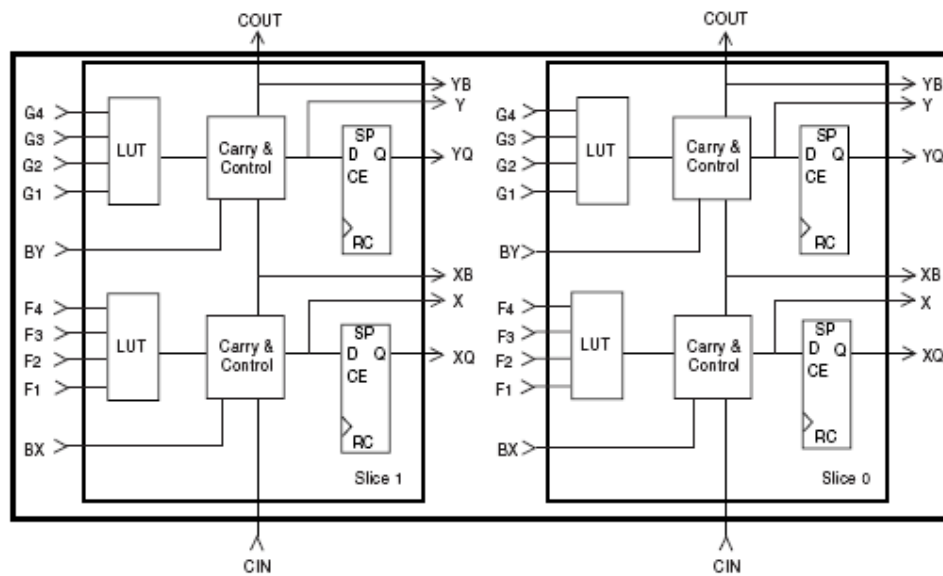 COUT
YB
Y
G4
G3
G2
G1
LUT
Carry &
Control
SP
D Q
CE
RC
YQ
BY
XB
X
F4
F3
F2
F1
LUT
Carry &
Control
SP
D Q
CE
RC
XQ
BX
Slice 1
CIN
COUT
YB
Y
G4
G3
G2
G1
LUT
Carry &
Control
SP
D Q
CE
RC
YQ
BY
XB
X
F4
F3
F2
F1
LUT
Carry &
Control
SP
D Q
CE
RC
XQ
BX
Slice 0
CIN